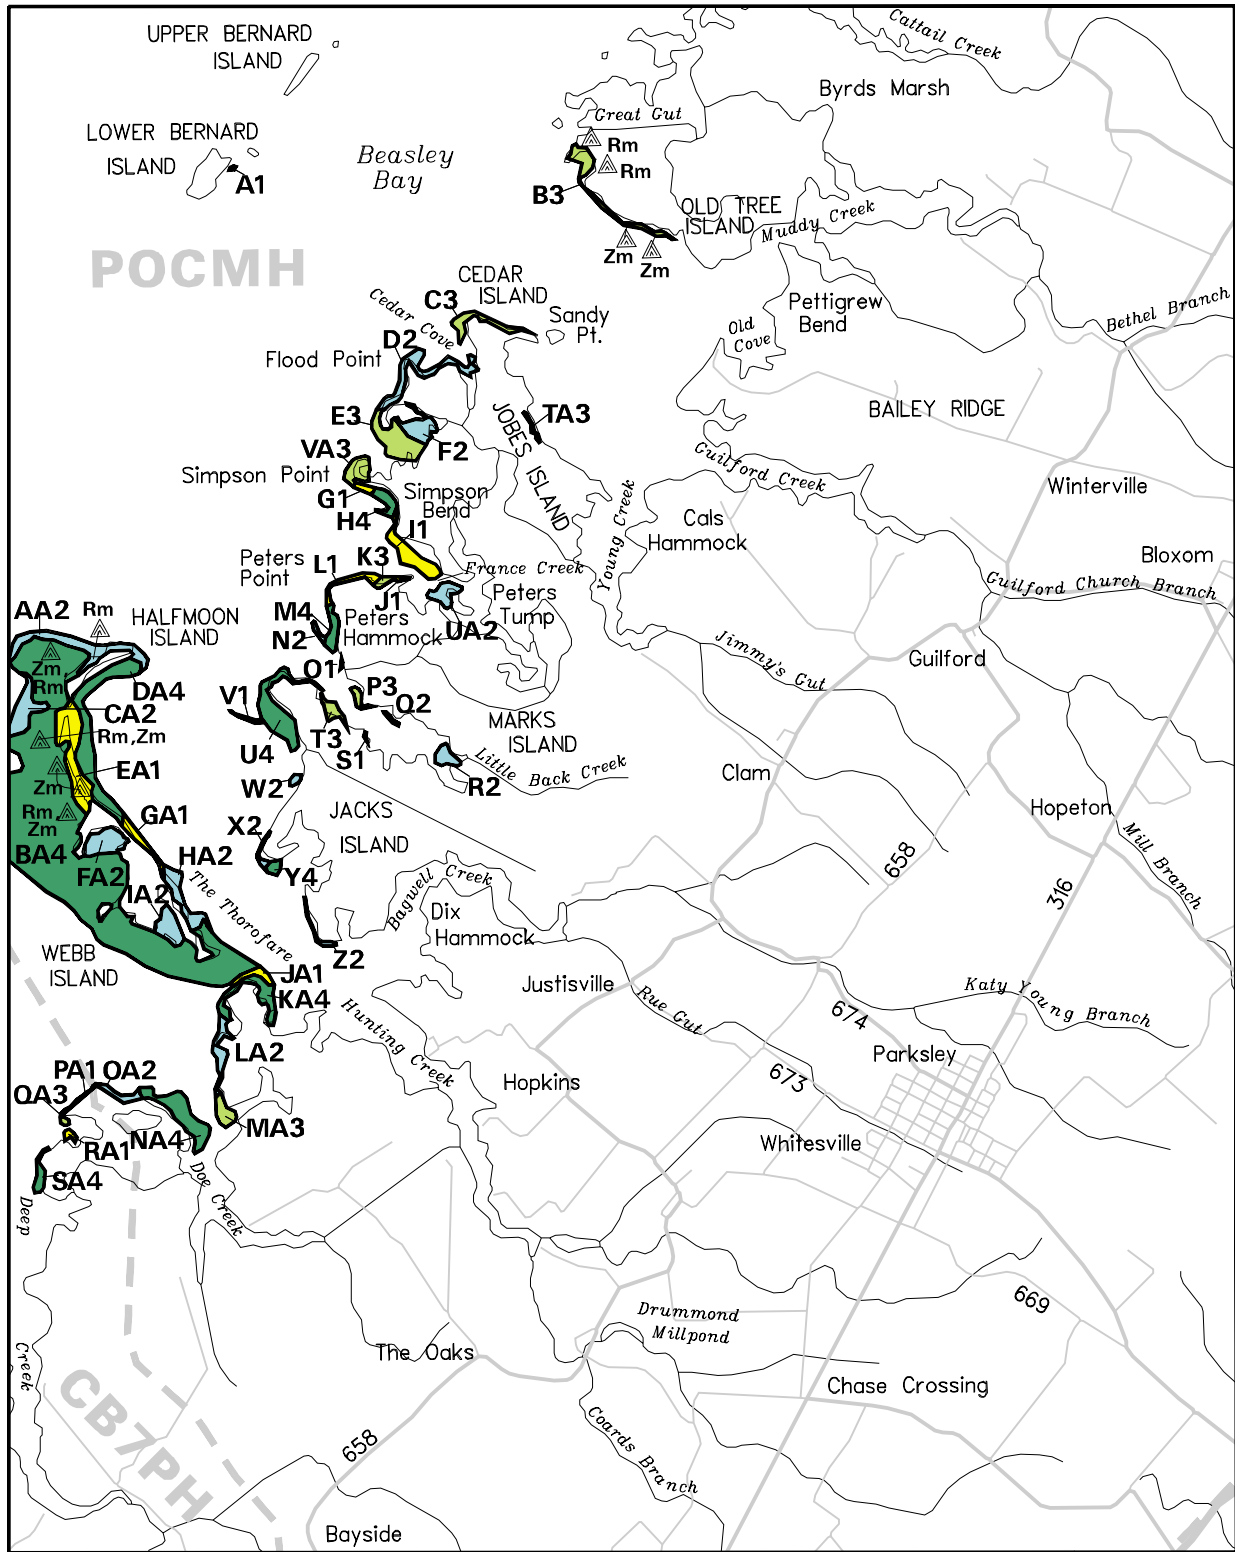 Cattail Creek
UPPER BERNARD
ISLAND
Byrds Marsh
Great Gut
LOWER BERNARD
ISLAND
A1
Beasley
Bay
Rm
Rm
B3
OLD TREE
ISLAND
Muddy Creek
Zm
Zm
POCMH
CEDAR
ISLAND
C3
Cedar
Cove
Sandy
Pt.
Pettigrew
Bend
Old
Cove
Bethel Branch
D2
Flood Point
E3
F2
TA3
JOBES ISLAND
BAILEY RIDGE
VA3
Simpson Point
G1
H4
Simpson
Bend
I1
Guilford Creek
Winterville
Cals
Hammock
Young Creek
Bloxom
Peters
Point
L1
K3
J1
France Creek
Peters
Tump
Guilford Church Branch
AA2
Rm
HALFMOON
ISLAND
M4
N2
Peters
Hammock
UA2
Jimmy's Gut
Guilford
Zm
Rm
DA4
O1
P3
Q2
V1
CA2
Rm,Zm
U4
T3
S1
MARKS
ISLAND
Little Back Creek
R2
Clam
EA1
Zm
W2
GA1
Rm
Zm
BA4
JACKS
ISLAND
X2
Hopeton
Mill Branch
HA2
FA2
IA2
The Thorofare
Y4
Bagwell Creek
658
316
Dix
Hammock
WEBB
ISLAND
Z2
JA1
KA4
Justisville
Katy Young Branch
Hunting Creek
Rue Gut
674
LA2
Parksley
PA1
OA2
QA3
Hopkins
673
MA3
NA4
RA1
Whitesville
SA4
Doe Creek
Deep
Creek
669
Drummond
Millpond
The Oaks
Chase Crossing
CB7PH
658
Coards Branch
Bayside